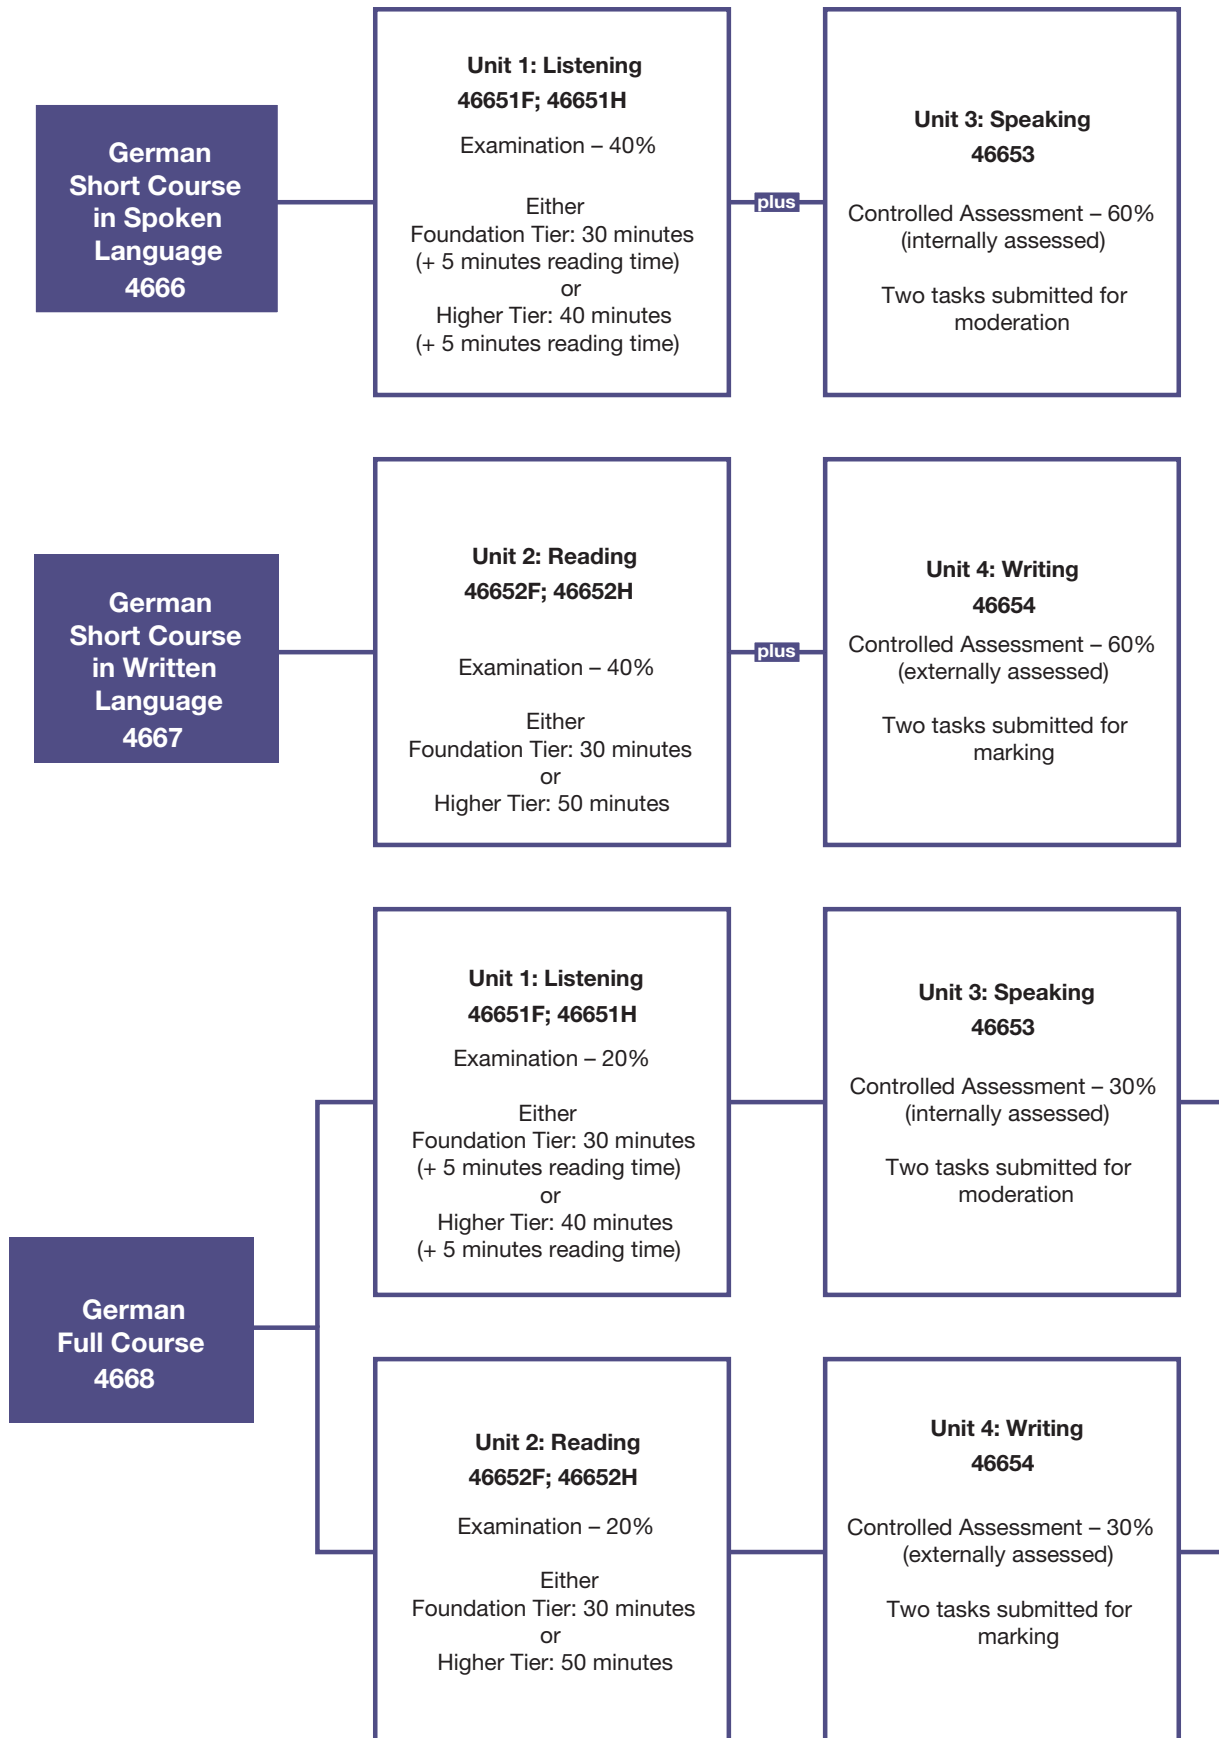 German
Short Course
in Spoken
Language
4666
Unit 1: Listening
46651F; 46651H
Examination – 40%
Either
Foundation Tier: 30 minutes
(+ 5 minutes reading time)
or
Higher Tier: 40 minutes
(+ 5 minutes reading time)
plus
Unit 3: Speaking
46653
Controlled Assessment – 60%
(internally assessed)
Two tasks submitted for
moderation
German
Short Course
in Written
Language
4667
Unit 2: Reading
46652F; 46652H
Examination – 40%
Either
Foundation Tier: 30 minutes
or
Higher Tier: 50 minutes
plus
Unit 4: Writing
46654
Controlled Assessment – 60%
(externally assessed)
Two tasks submitted for
marking
German
Full Course
4668
Unit 1: Listening
46651F; 46651H
Examination – 20%
Either
Foundation Tier: 30 minutes
(+ 5 minutes reading time)
or
Higher Tier: 40 minutes
(+ 5 minutes reading time)
Unit 3: Speaking
46653
Controlled Assessment – 30%
(internally assessed)
Two tasks submitted for
moderation
Unit 2: Reading
46652F; 46652H
Examination – 20%
Either
Foundation Tier: 30 minutes
or
Higher Tier: 50 minutes
Unit 4: Writing
46654
Controlled Assessment – 30%
(externally assessed)
Two tasks submitted for
marking